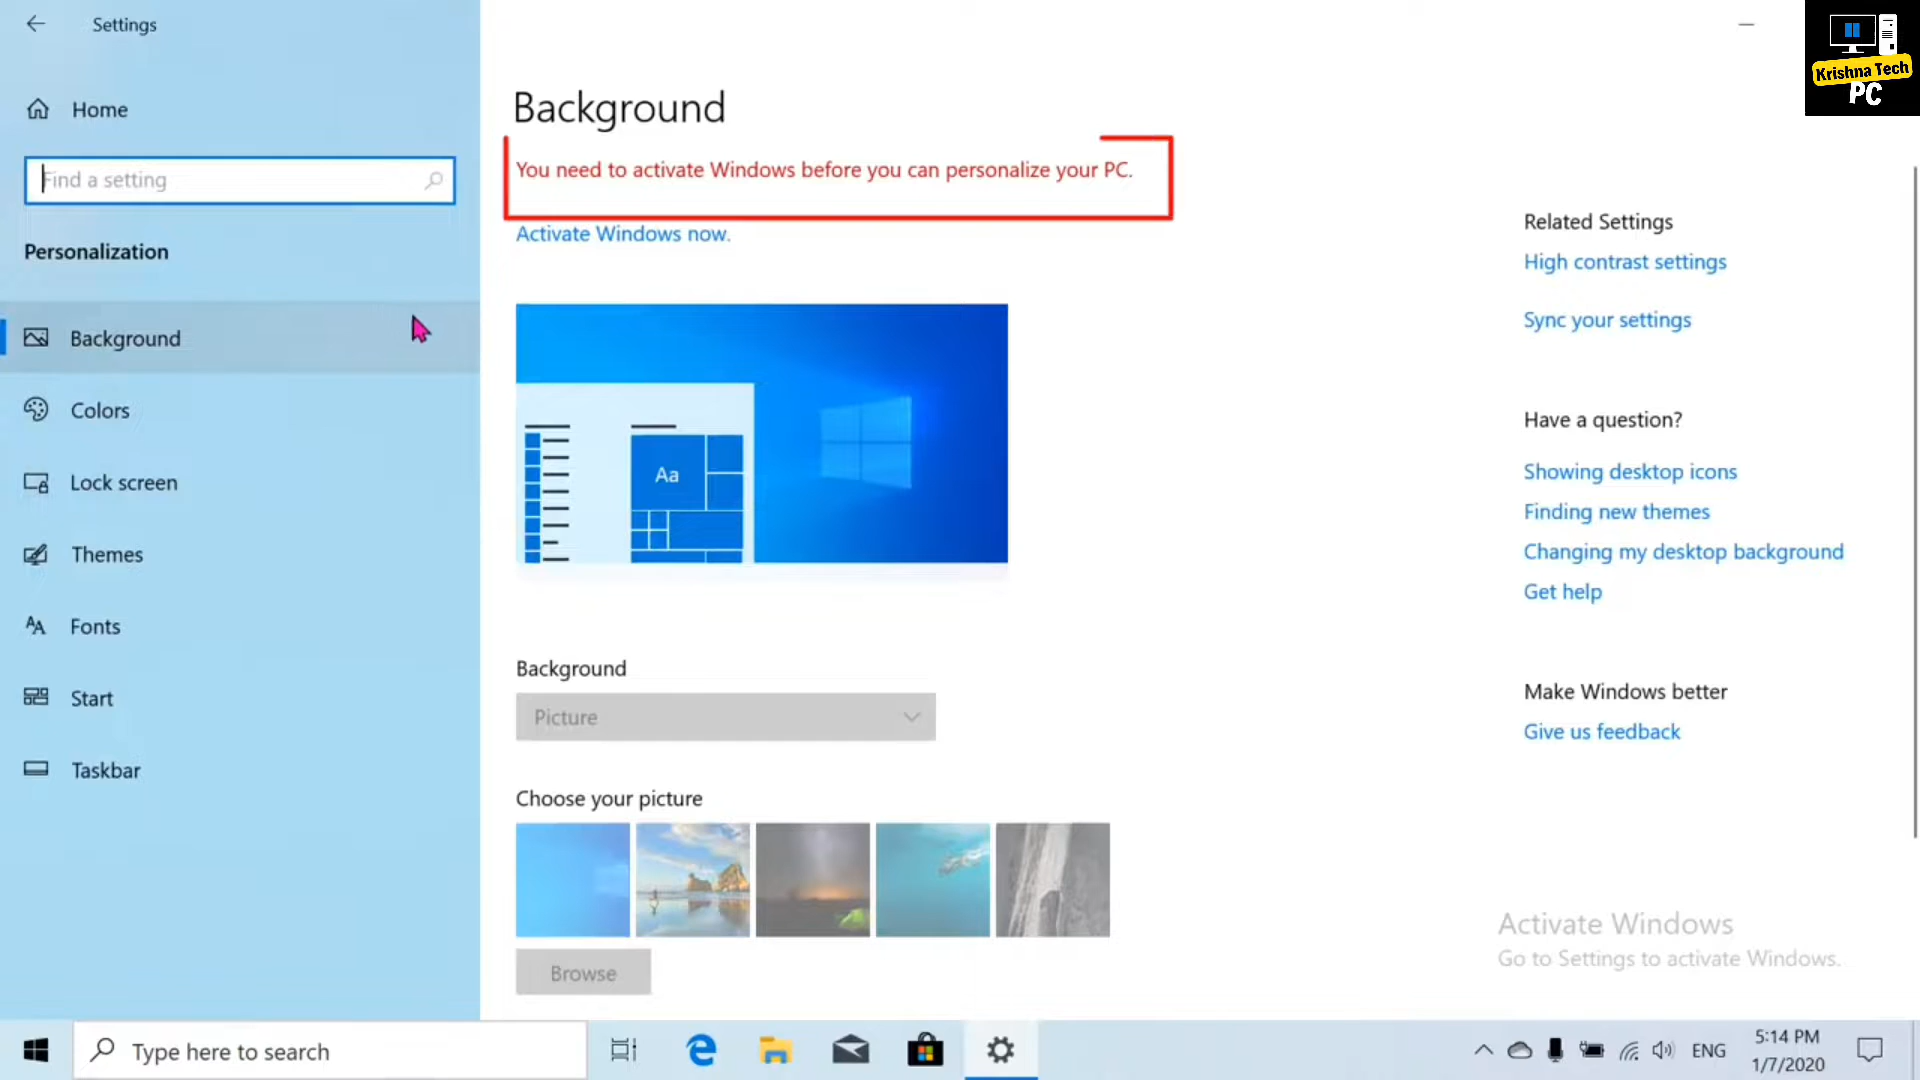 Settings
Krishna Tech
PC
Home
Find a setting
Personalization
Background
Colors
Lock screen
Themes
Fonts
Start
Taskbar
Background
You need to activate Windows before you can personalize your PC.
Activate Windows now.
Aa
Background
Picture
Choose your picture
Browse
Related Settings
High contrast settings
Sync your settings
Have a question?
Showing desktop icons
Finding new themes
Changing my desktop background
Get help
Make Windows better
Give us feedback
Activate Windows
Go to Settings to activate Windows.
Type here to search
ENG
5:14 PM
1/7/2020